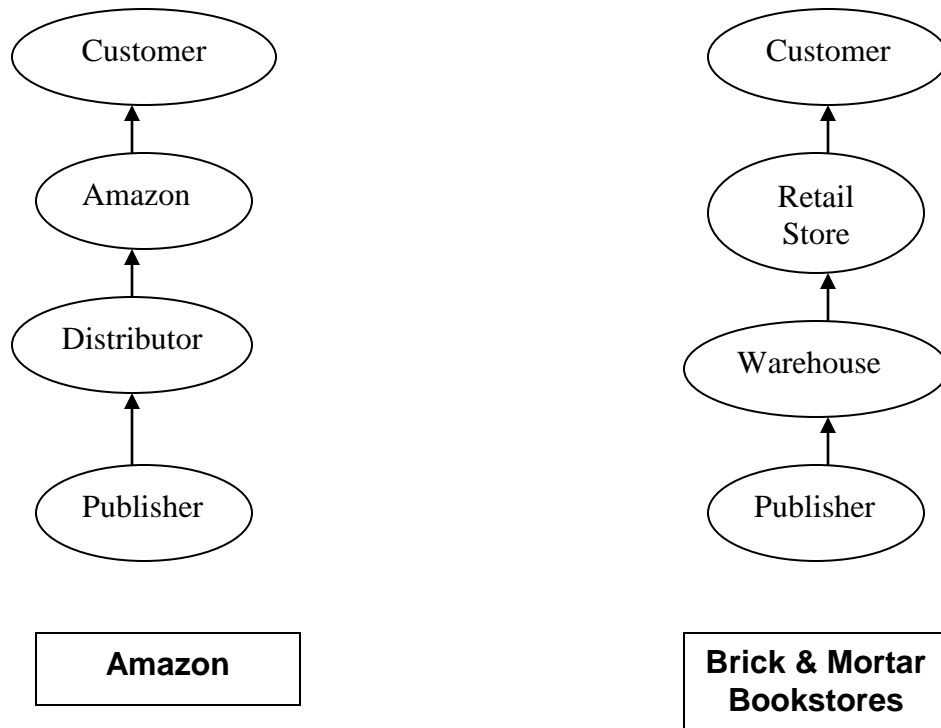 Customer
Amazon
Distributor
Publisher
Amazon
Customer
Retail
Store
Warehouse
Publisher
Brick & Mortar
Bookstores